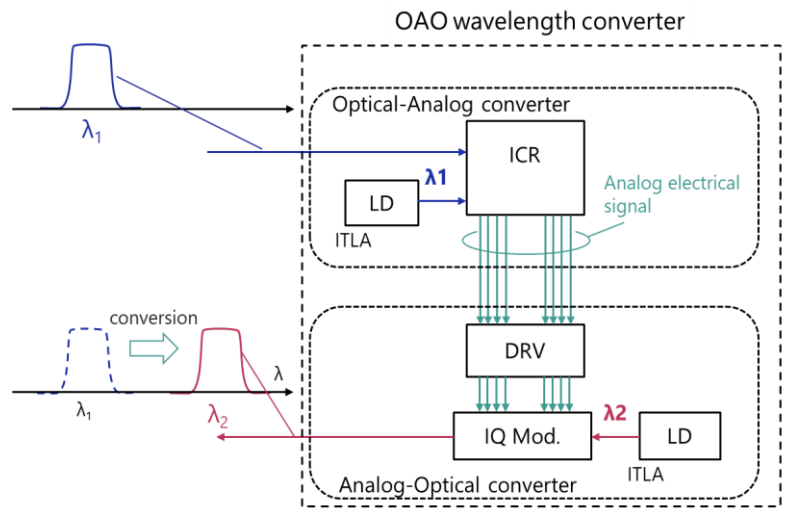 OAO wavelength converter
Optical-Analog converter
λ₁
ICR
λ1
LD
ITLA
Analog electrical
signal
conversion
λ
λ₁
λ₂
DRV
λ2
IQ Mod.
LD
ITLA
Analog-Optical converter